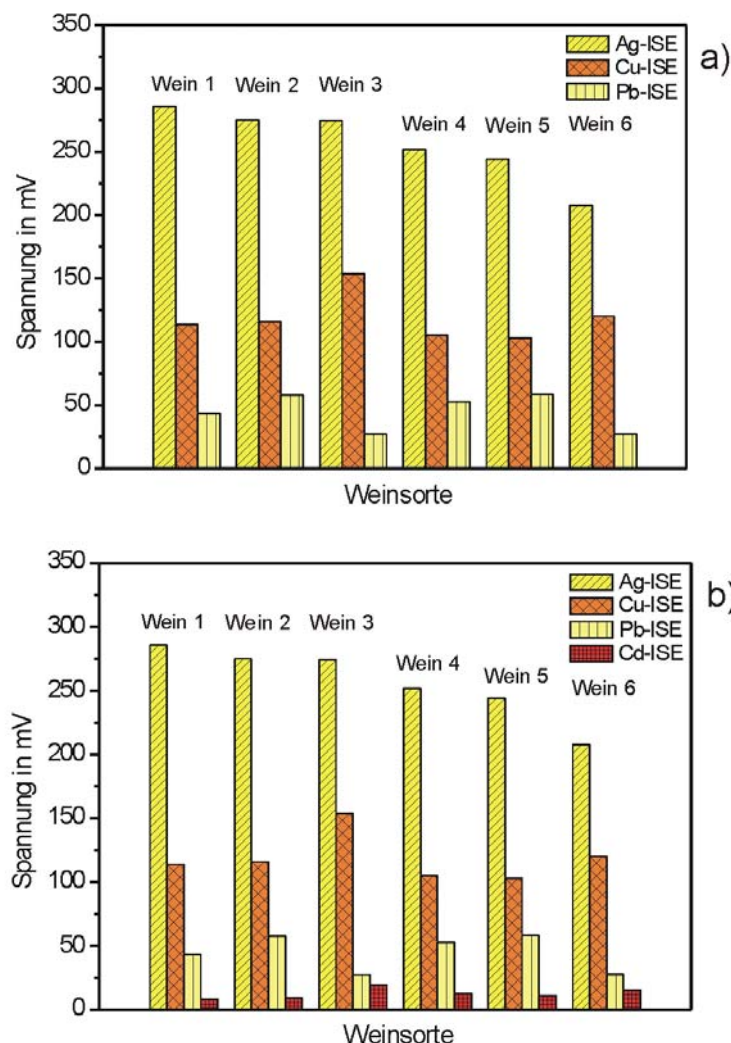 350
300
250
200
150
100
50
0
Spannung in mV
Ag-ISE
Cu-ISE
Pb-ISE
a)
Wein 1 Wein 2 Wein 3
Wein 4 Wein 5 Wein 6
Weinsorte
350
300
250
200
150
100
50
0
Spannung in mV
Ag-ISE
Cu-ISE
Pb-ISE
Cd-ISE
b)
Wein 1 Wein 2 Wein 3
Wein 4 Wein 5
Wein 6
Weinsorte